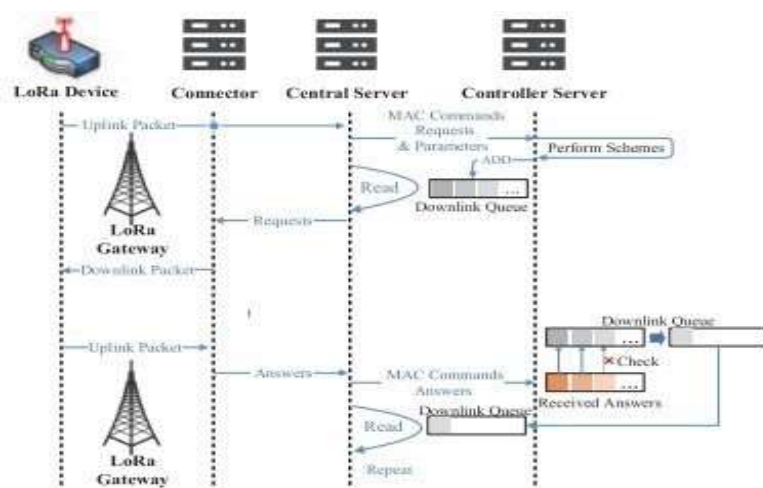 LoRa Device
Connector
Central Server
Controller Server
Uplink Packet
MAC Commands
Requests
& Parameters
Perform Schemes
ADD
Read
...
Downlink Queue
LoRa
Gateway
Requests
Downlink Packet
Downlink Queue
...
Uplink Packet
Check
Answers
MAC Commands
Answers
...
Received Answers
Downlink Queue
Read
LoRa
Gateway
Repeat